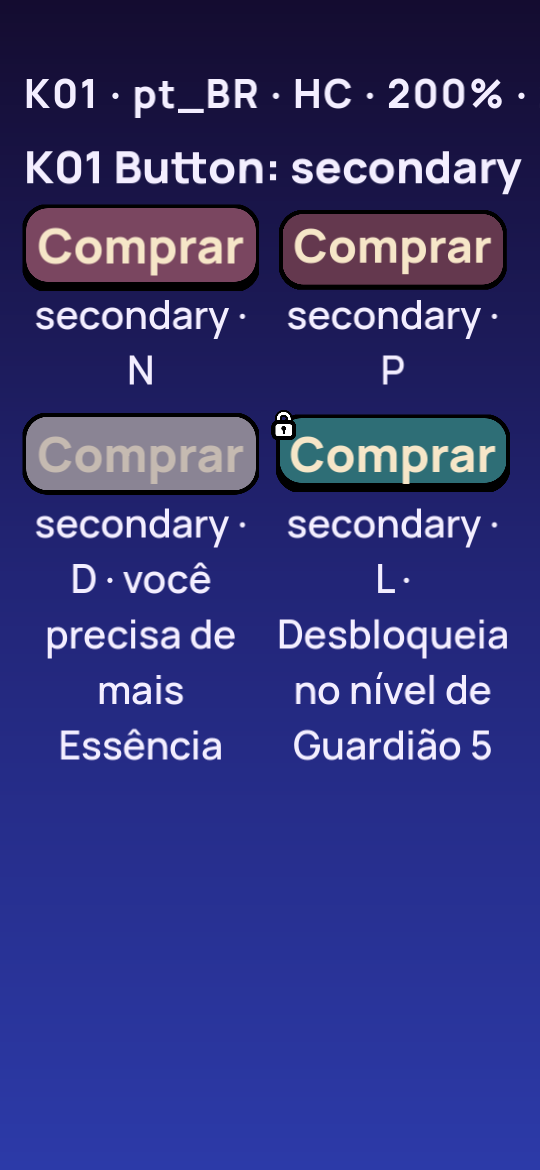 K01 · pt_BR · HC · 200% ·
K01 Button: secondary
Comprar
Comprar
secondary ·
N
secondary ·
P
Comprar
Comprar
secondary ·
D · você
precisa de
mais
Essência
secondary ·
L ·
Desbloqueia
no nível de
Guardião 5